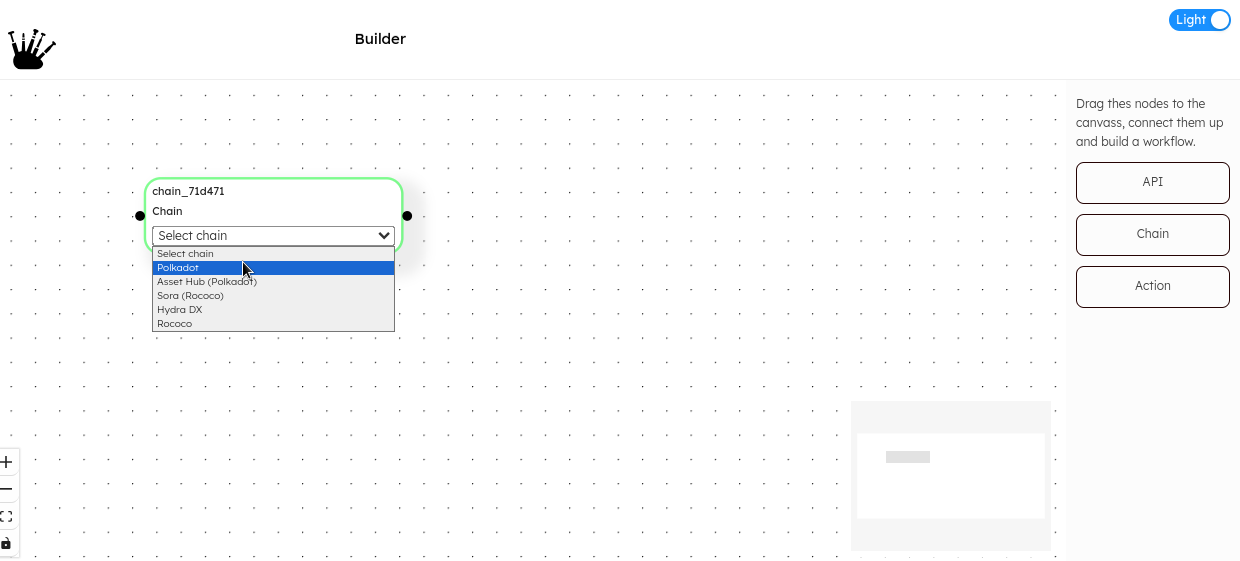 Light
Builder
Drag thes nodes to the
canvass, connect them up
and build a workflow.
API
Chain
Action
chain_71d471
Chain
Select chain
Select chain
Polkadot
Asset Hub (Polkadot)
Sora (Rococo)
Hydra DX
Rococo